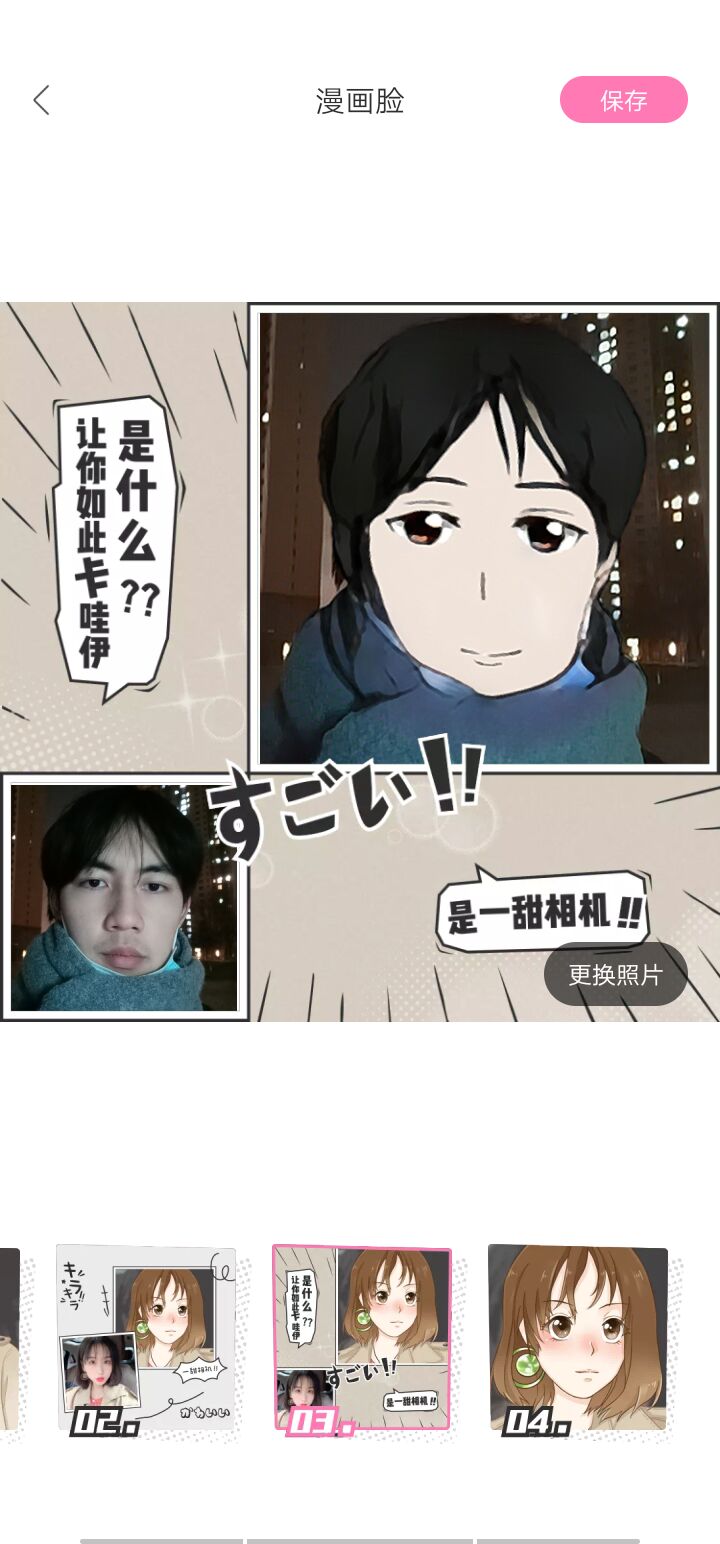 漫画脸
保存
是什么??
让你如此卡哇伊
すごい!!
是一甜相机!!
更换照片
キラキラ
一甜相机!!
かわいい
02.
是什么??
让你如此卡哇伊
すごい!!
是一甜相机!!
03.
04.